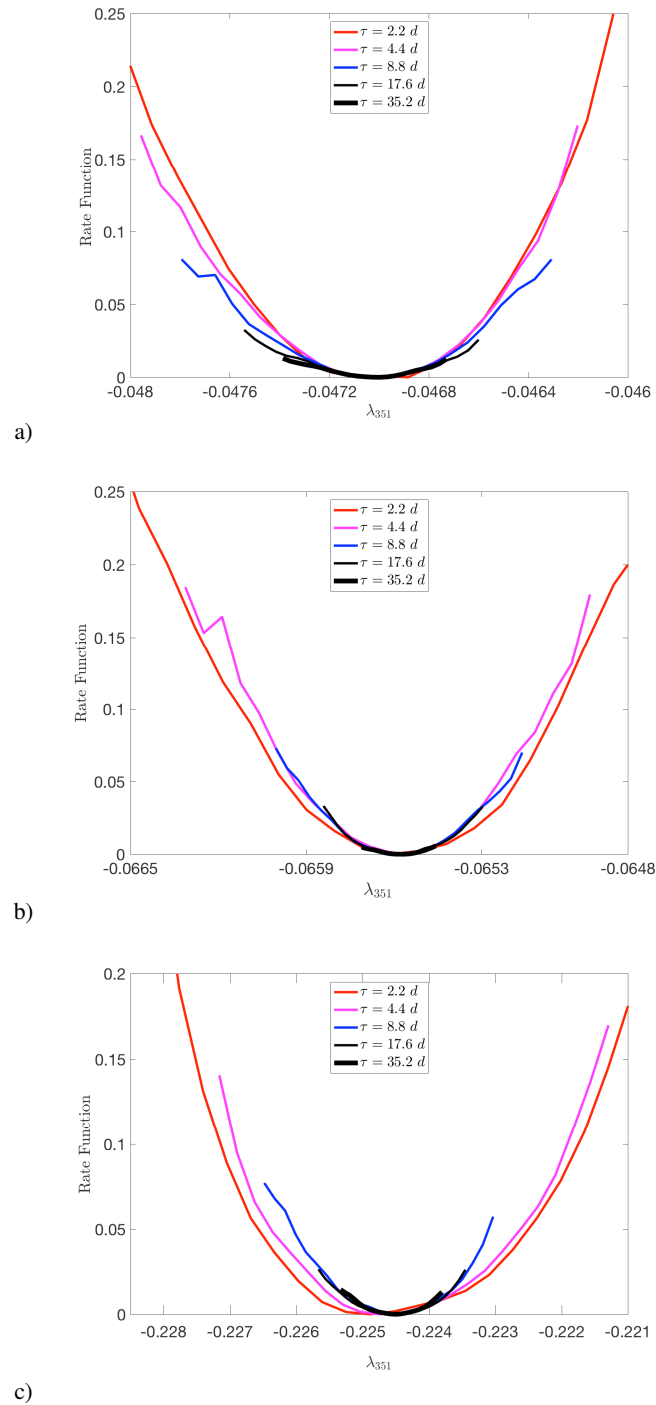 0.25
0.2
0.15
0.1
0.05
0
Rate Function
τ = 2.2 d
τ = 4.4 d
τ = 8.8 d
τ = 17.6 d
τ = 35.2 d
-0.048 -0.0476 -0.0472 -0.0468 -0.0464 -0.046
λ351
a)
0.25
0.2
0.15
0.1
0.05
0
Rate Function
τ = 2.2 d
τ = 4.4 d
τ = 8.8 d
τ = 17.6 d
τ = 35.2 d
-0.0665 -0.0659 -0.0653 -0.0648
λ351
b)
0.2
0.15
0.1
0.05
0
Rate Function
τ = 2.2 d
τ = 4.4 d
τ = 8.8 d
τ = 17.6 d
τ = 35.2 d
-0.228 -0.227 -0.226 -0.225 -0.224 -0.223 -0.222 -0.221
λ351
c)